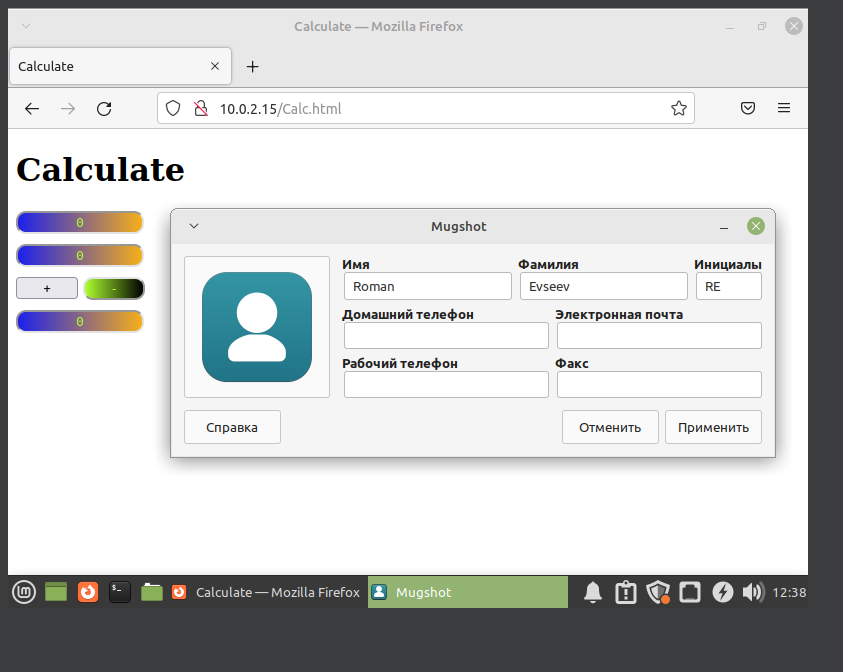 Calculate — Mozilla Firefox
Calculate
10.0.2.15/Calc.html
Calculate
0
0
+ -
0
Mugshot
Имя Фамилия Инициалы
Roman Evseev RE
Домашний телефон Электронная почта
Рабочий телефон Факс
Справка Отменить Применить
Calculate — Mozilla Firefox Mugshot 12:38